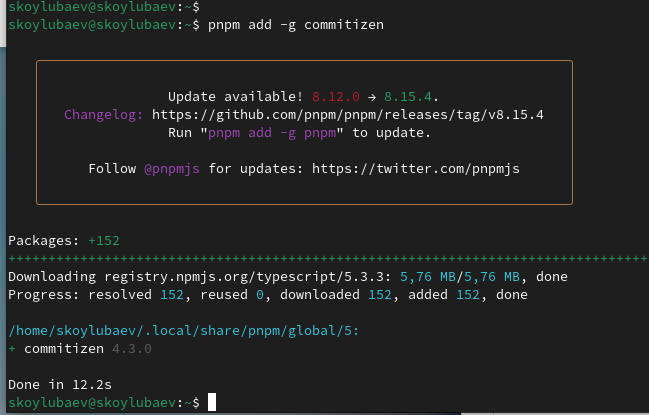 skoylubaev@skoylubaev:~$
skoylubaev@skoylubaev:~$ pnpm add -g commitizen
Update available! 8.12.0 → 8.15.4.
Changelog: https://github.com/pnpm/pnpm/releases/tag/v8.15.4
Run "pnpm add -g pnpm" to update.
Follow @pnpmjs for updates: https://twitter.com/pnpmjs
Packages: +152
++++++++++++++++++++++++++++++++++++++++++++++++++++++++++++++++++++++++++++++++
Downloading registry.npmjs.org/typescript/5.3.3: 5,76 MB/5,76 MB, done
Progress: resolved 152, reused 0, downloaded 152, added 152, done
/home/skoylubaev/.local/share/pnpm/global/5:
+ commitizen 4.3.0
Done in 12.2s
skoylubaev@skoylubaev:~$